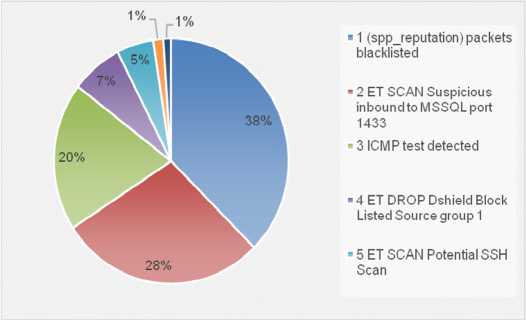 1%
1%
5%
7%
38%
20%
28%
1 (spp_reputation) packets
blacklisted
2 ET SCAN Suspicious
inbound to MSSQL port
1433
3 ICMP test detected
4 ET DROP Dshield Block
Listed Source group 1
5 ET SCAN Potential SSH
Scan